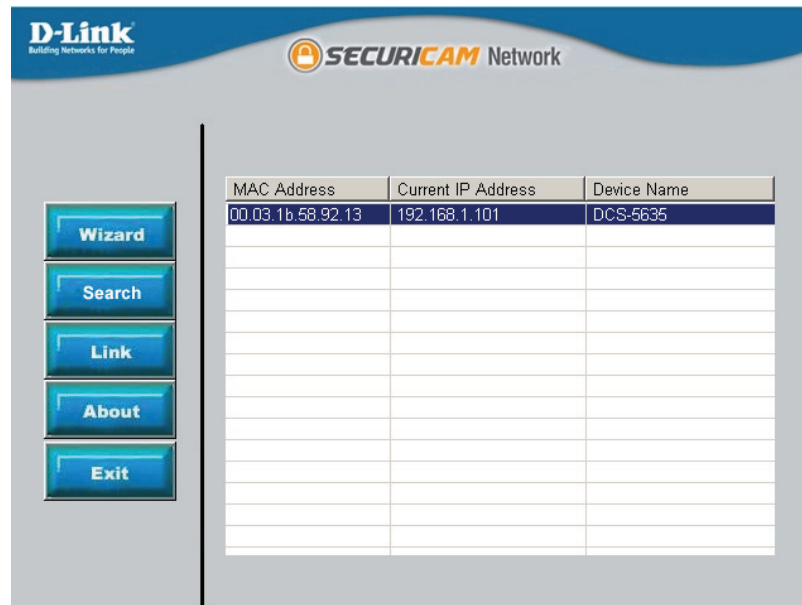 D-Link
Building Networks for People
SECURICAM Network
MAC Address Current IP Address Device Name
00.03.1b.58.92.13 192.168.1.101 DCS-5635
Wizard
Search
Link
About
Exit